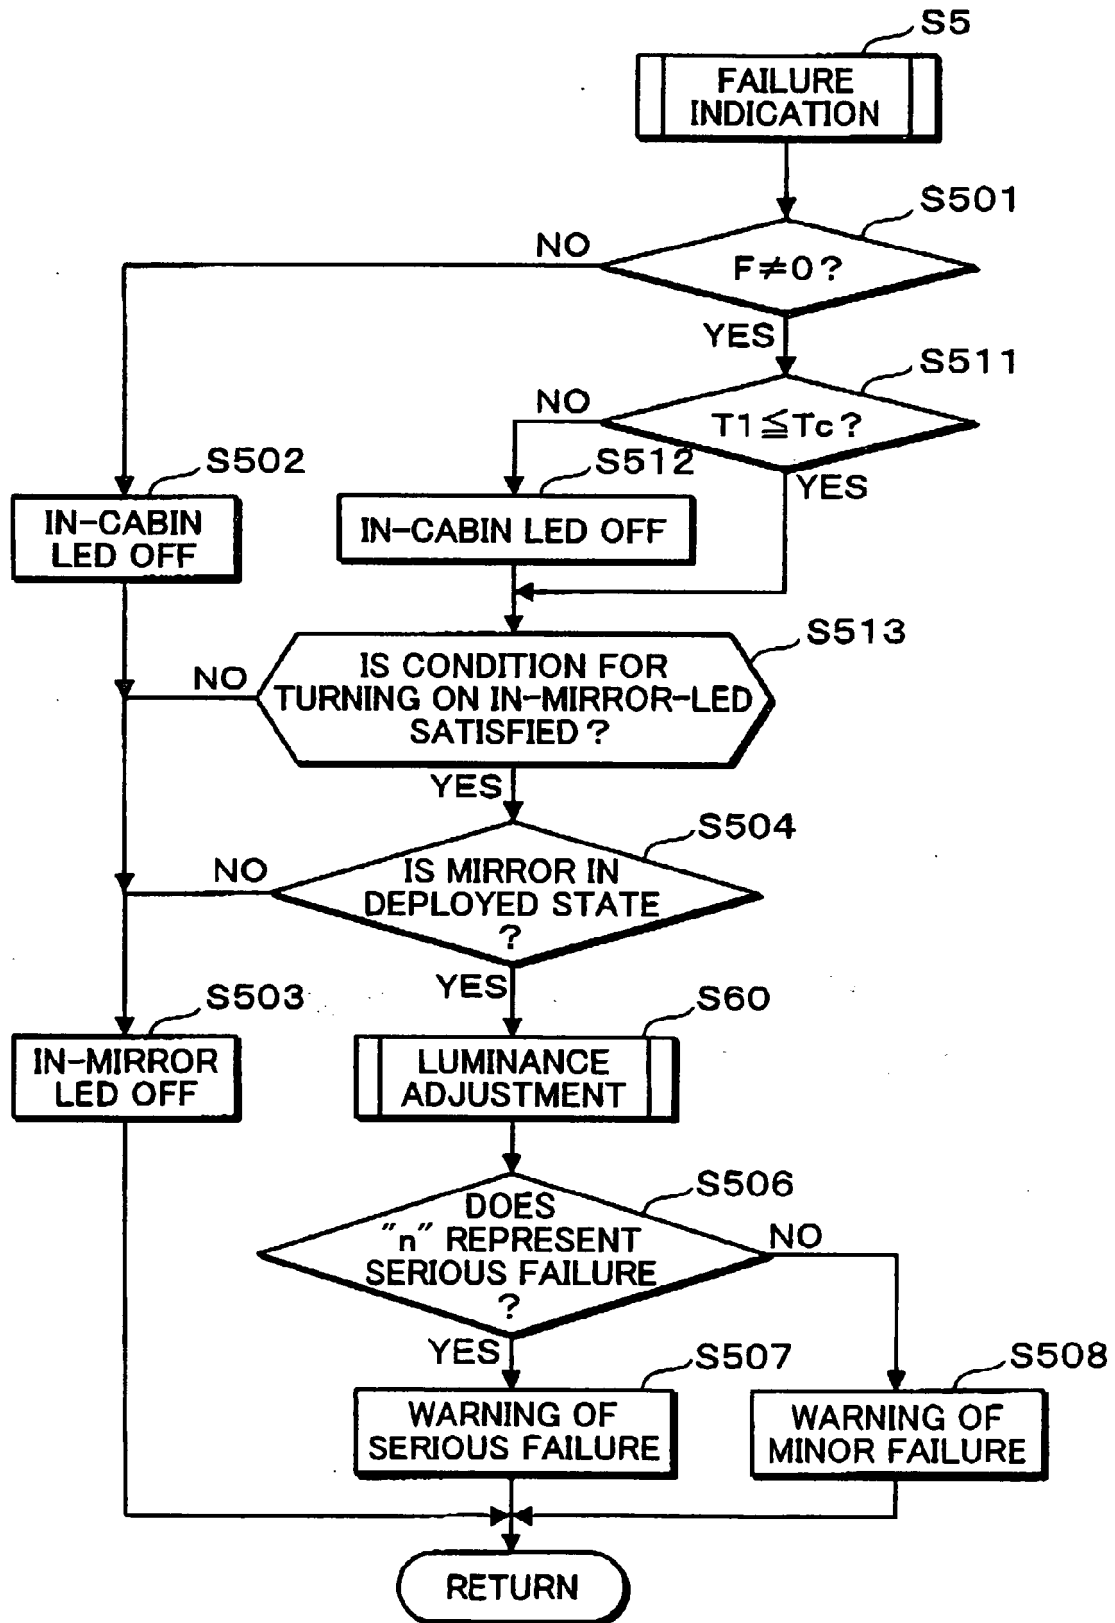 S5
FAILURE
INDICATION
S501
NO
F≠0?
YES
S511
NO
T1≦Tc?
YES
S502
S512
IN-CABIN
LED OFF
IN-CABIN LED OFF
S513
NO
IS CONDITION FOR
TURNING ON IN-MIRROR-LED
SATISFIED?
YES
S504
NO
IS MIRROR IN
DEPLOYED STATE
?
YES
S503
S60
IN-MIRROR
LED OFF
LUMINANCE
ADJUSTMENT
S506
DOES
"n" REPRESENT
SERIOUS FAILURE
?
NO
YES
S507
S508
WARNING OF
SERIOUS FAILURE
WARNING OF
MINOR FAILURE
RETURN